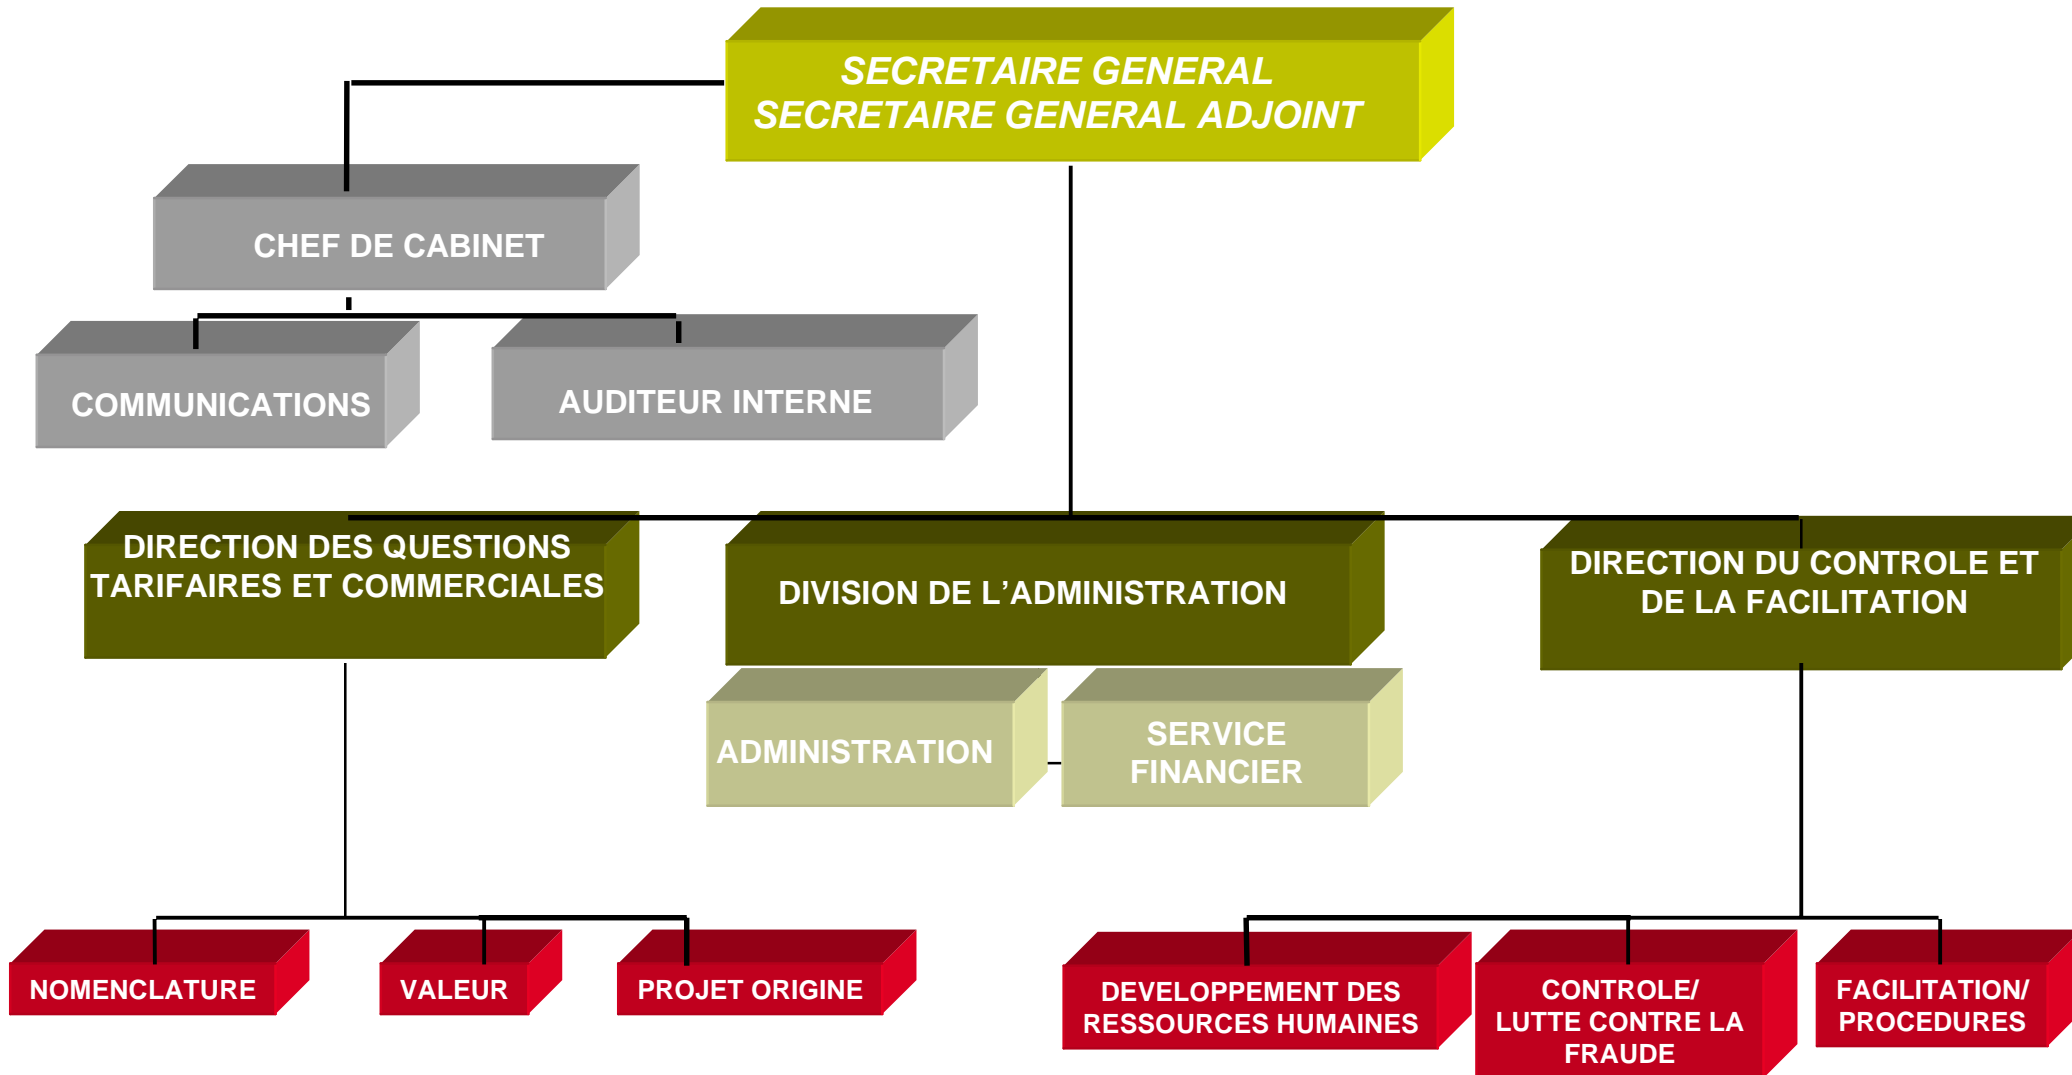 SECRETAIRE GENERAL
SECRETAIRE GENERAL ADJOINT
CHEF DE CABINET
COMMUNICATIONS
AUDITEUR INTERNE
DIRECTION DES QUESTIONS
TARIFAIRES ET COMMERCIALES
DIVISION DE L’ADMINISTRATION
DIRECTION DU CONTROLE ET
DE LA FACILITATION
ADMINISTRATION
SERVICE
FINANCIER
NOMENCLATURE
VALEUR
PROJET ORIGINE
DEVELOPPEMENT DES
RESSOURCES HUMAINES
CONTROLE/
LUTTE CONTRE LA
FRAUDE
FACILITATION/
PROCEDURES